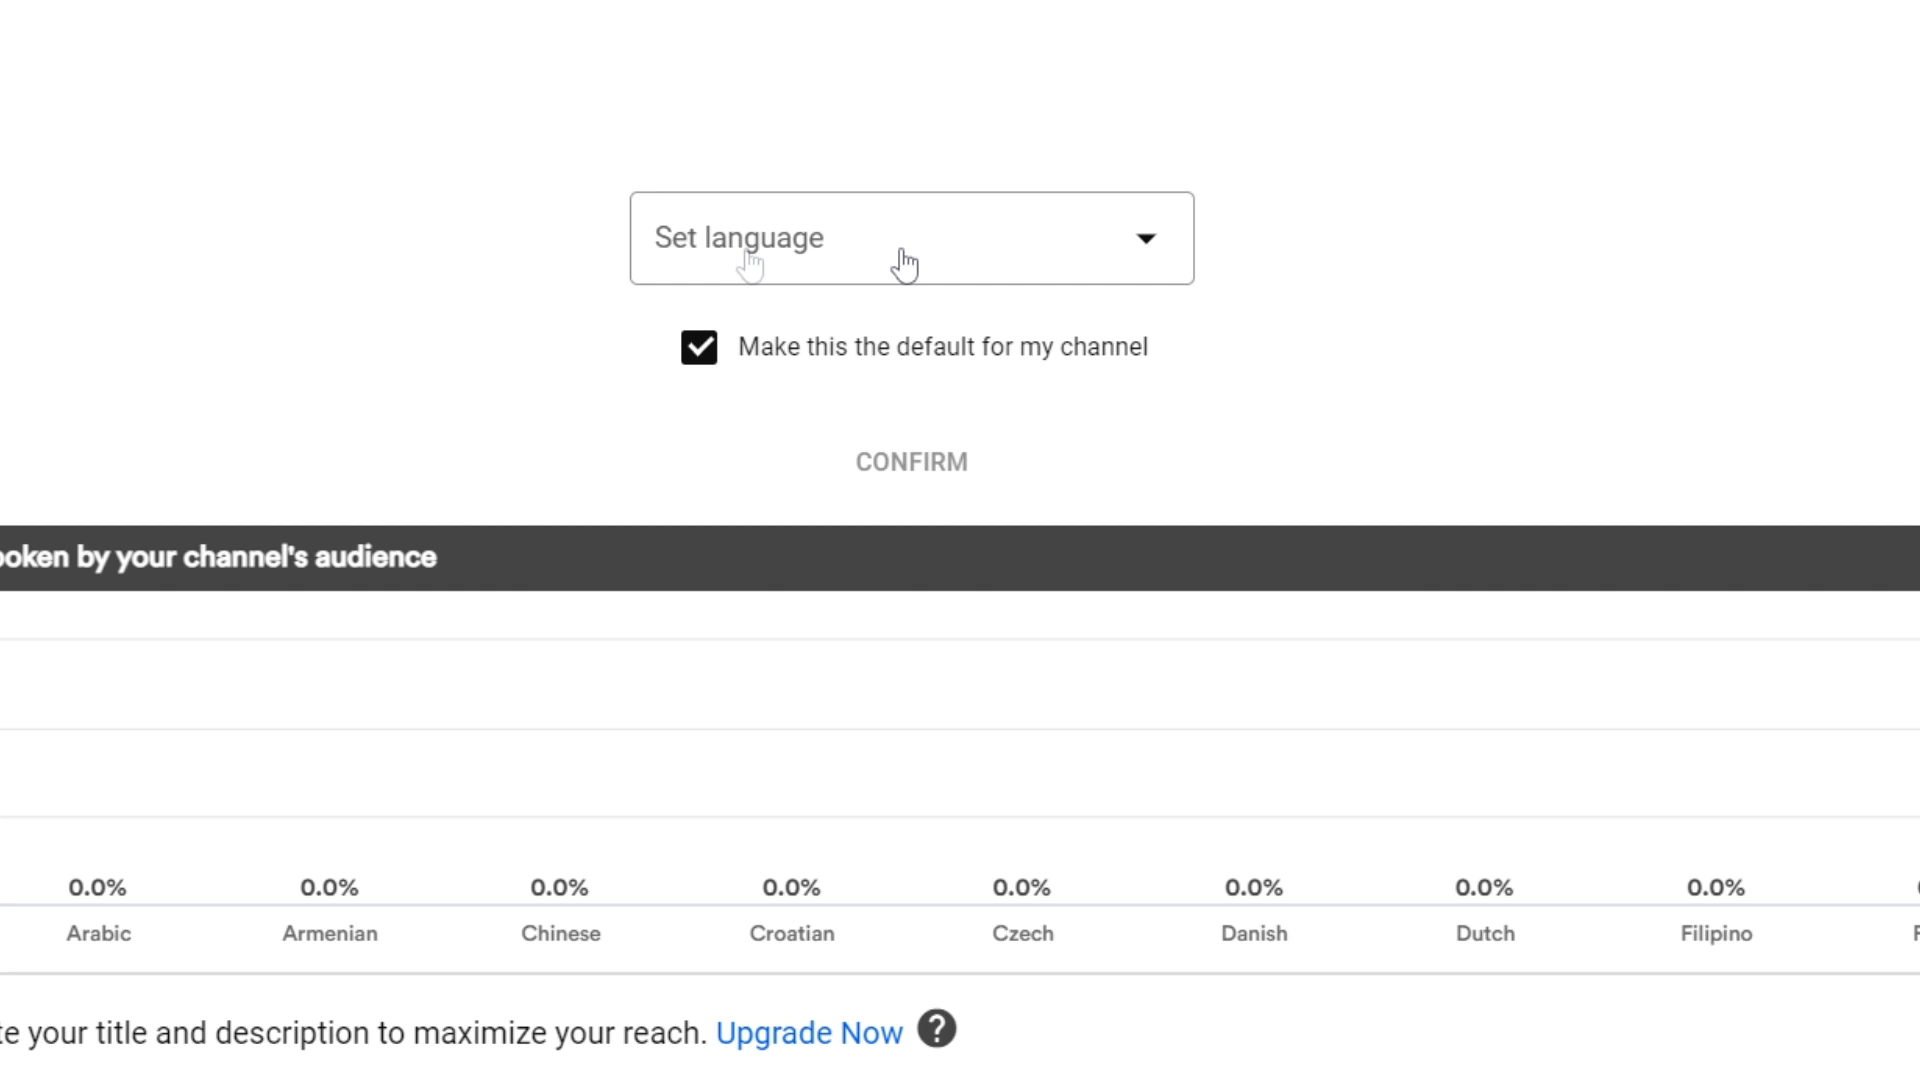 Set language
Make this the default for my channel
CONFIRM
by your channel's audience
0.0% 0.0% 0.0% 0.0% 0.0% 0.0% 0.0% 0.0%
Arabic Armenian Chinese Croatian Czech Danish Dutch Filipino
your title and description to maximize your reach. Upgrade Now ?